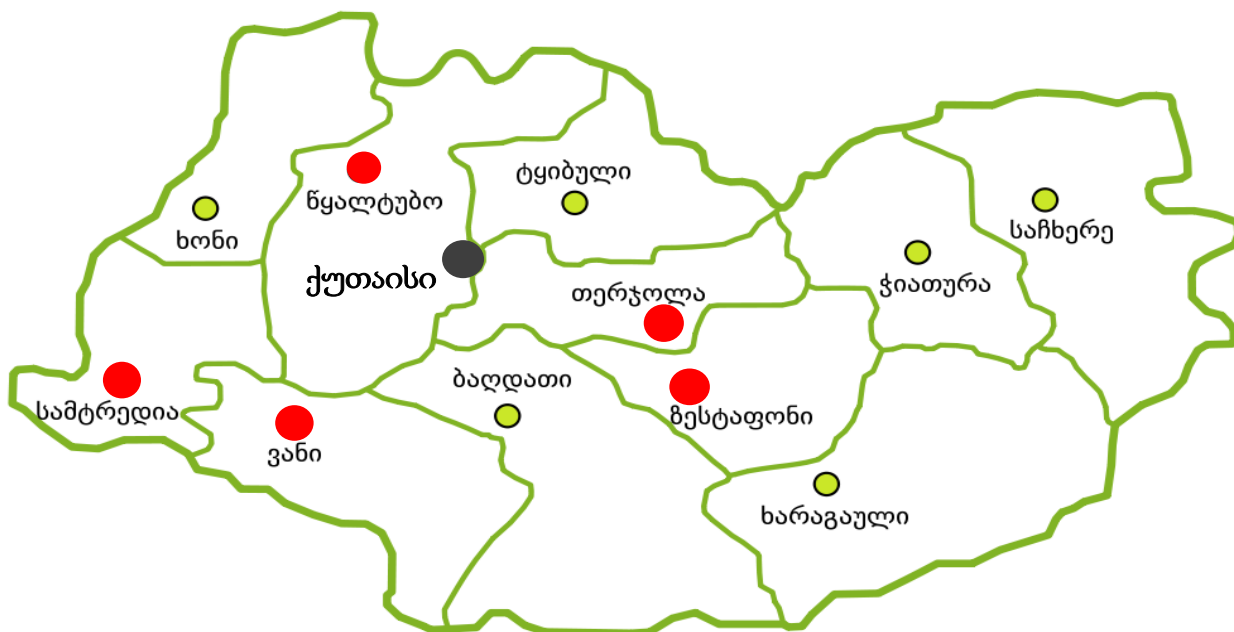 ტყიბული
წყალტუბო
საჩხერე
ხონი
ქუთაისი
ჭიათურა
თერჯოლა
ბაღდათი
სამტრედია
ზესტაფონი
ვანი
ხარაგაული